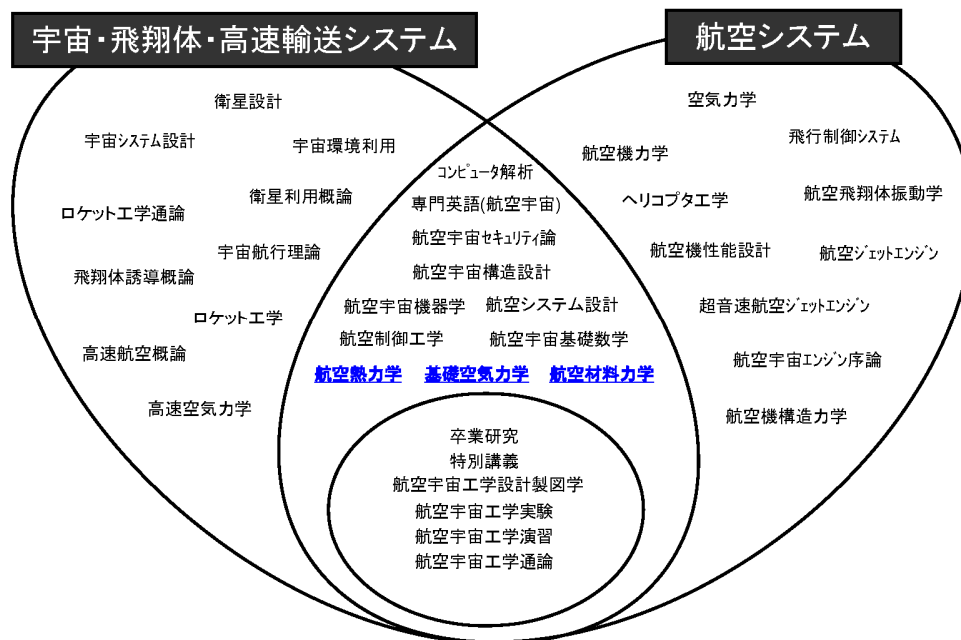 宇宙・飛翔体・高速輸送システム
航空システム
衛星設計
宇宙システム設計
宇宙環境利用
衛星利用概論
ロケット工学通論
宇宙航行理論
飛翔体誘導概論
ロケット工学
高速航空概論
高速空気力学
コンピュータ解析
専門英語(航空宇宙)
航空宇宙セキュリティ論
航空宇宙構造設計
航空宇宙機器学 航空システム設計
航空制御工学 航空宇宙基礎数学
航空熱力学 基礎空気力学 航空材料力学
卒業研究
特別講義
航空宇宙工学設計製図学
航空宇宙工学実験
航空宇宙工学演習
航空宇宙工学通論
空気力学
飛行制御システム
航空機力学
ヘリコプタ工学
航空飛翔体振動学
航空機性能設計
航空ジェットエンジン
超音速航空ジェットエンジン
航空宇宙エンジン序論
航空機構造力学